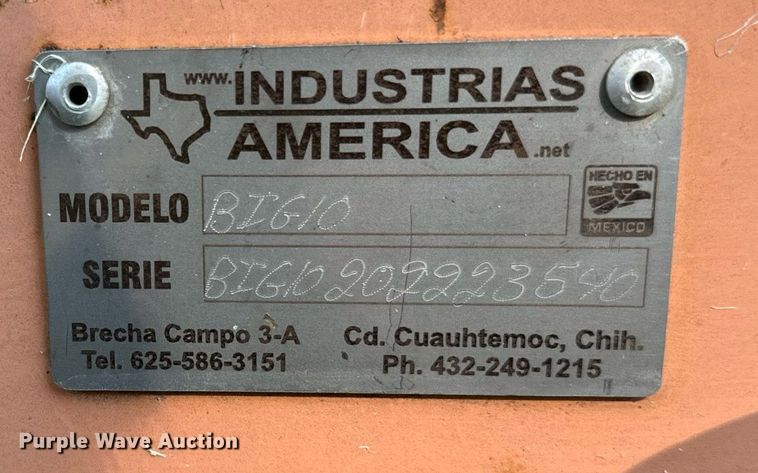 www. INDUSTRIAS
AMERICA .net
HECHO EN
MEXICO
MODELO BIG10
SERIE BIG10202223540
Brecha Campo 3-A Cd. Cuauhtemoc, Chih.
Tel. 625-586-3151 Ph. 432-249-1215
Purple Wave Auction